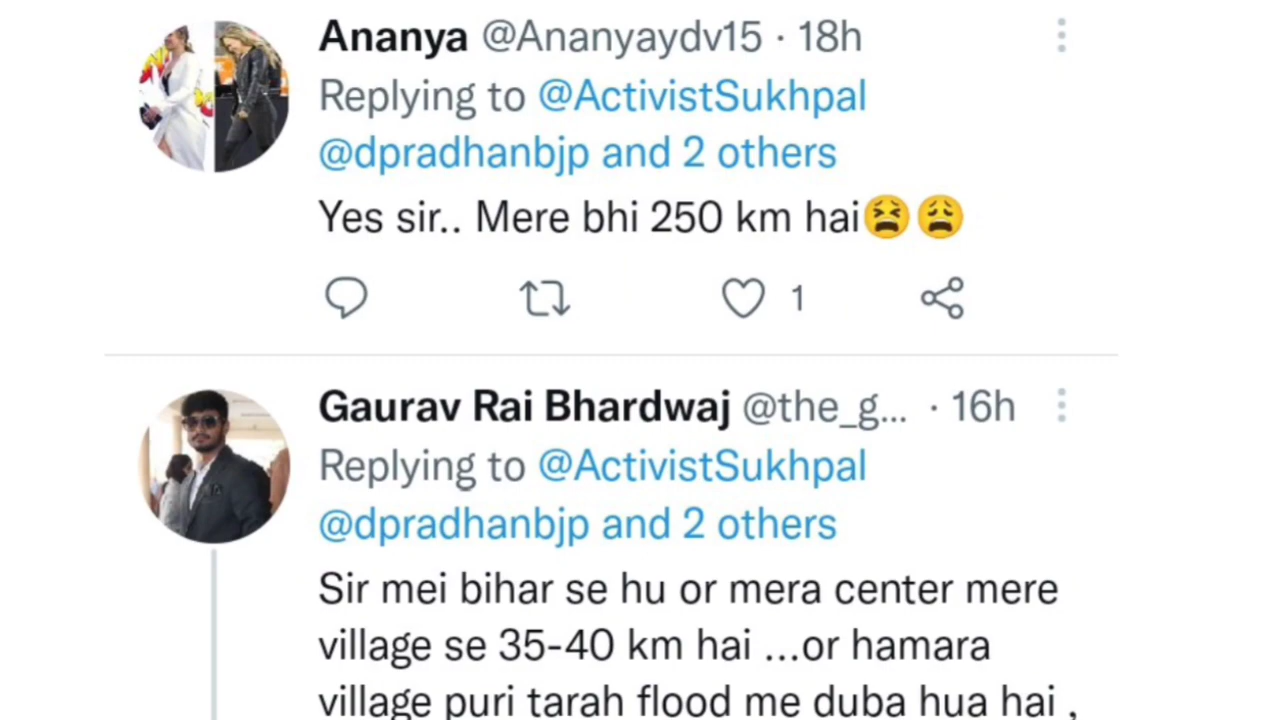 Ananya @Ananyaydv15 · 18h
Replying to @ActivistSukhpal
@dpradhanbjp and 2 others
Yes sir.. Mere bhi 250 km hai😫😩
1
Gaurav Rai Bhardwaj @the_g... · 16h
Replying to @ActivistSukhpal
@dpradhanbjp and 2 others
Sir mei bihar se hu or mera center mere
village se 35-40 km hai ...or hamara
village puri tarah flood me duba hua hai ,